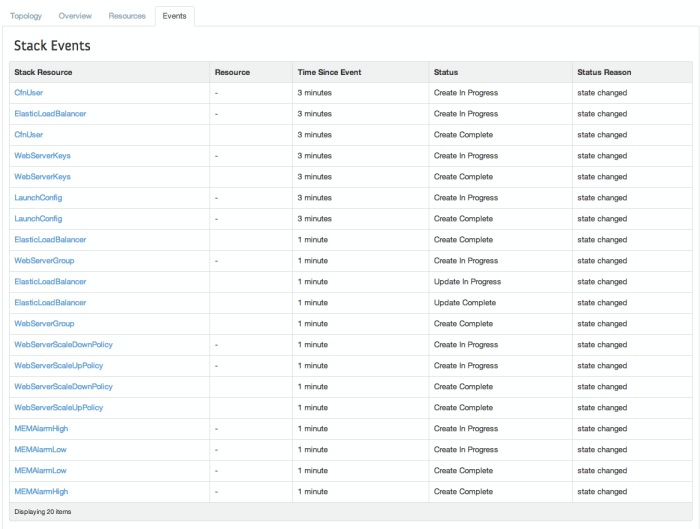 Topology Overview Resources Events
Stack Events
Stack Resource Resource Time Since Event Status Status Reason
CfnUser - 3 minutes Create In Progress state changed
ElasticLoadBalancer - 3 minutes Create In Progress state changed
CfnUser 3 minutes Create Complete state changed
WebServerKeys - 3 minutes Create In Progress state changed
WebServerKeys 3 minutes Create Complete state changed
LaunchConfig - 3 minutes Create In Progress state changed
LaunchConfig - 3 minutes Create Complete state changed
ElasticLoadBalancer 1 minute Create Complete state changed
WebServerGroup - 1 minute Create In Progress state changed
ElasticLoadBalancer 1 minute Update In Progress state changed
ElasticLoadBalancer 1 minute Update Complete state changed
WebServerGroup 1 minute Create Complete state changed
WebServerScaleDownPolicy - 1 minute Create In Progress state changed
WebServerScaleUpPolicy - 1 minute Create In Progress state changed
WebServerScaleDownPolicy 1 minute Create Complete state changed
WebServerScaleUpPolicy 1 minute Create Complete state changed
MEMAlarmHigh - 1 minute Create In Progress state changed
MEMAlarmLow - 1 minute Create In Progress state changed
MEMAlarmLow - 1 minute Create Complete state changed
MEMAlarmHigh - 1 minute Create Complete state changed
Displaying 20 items